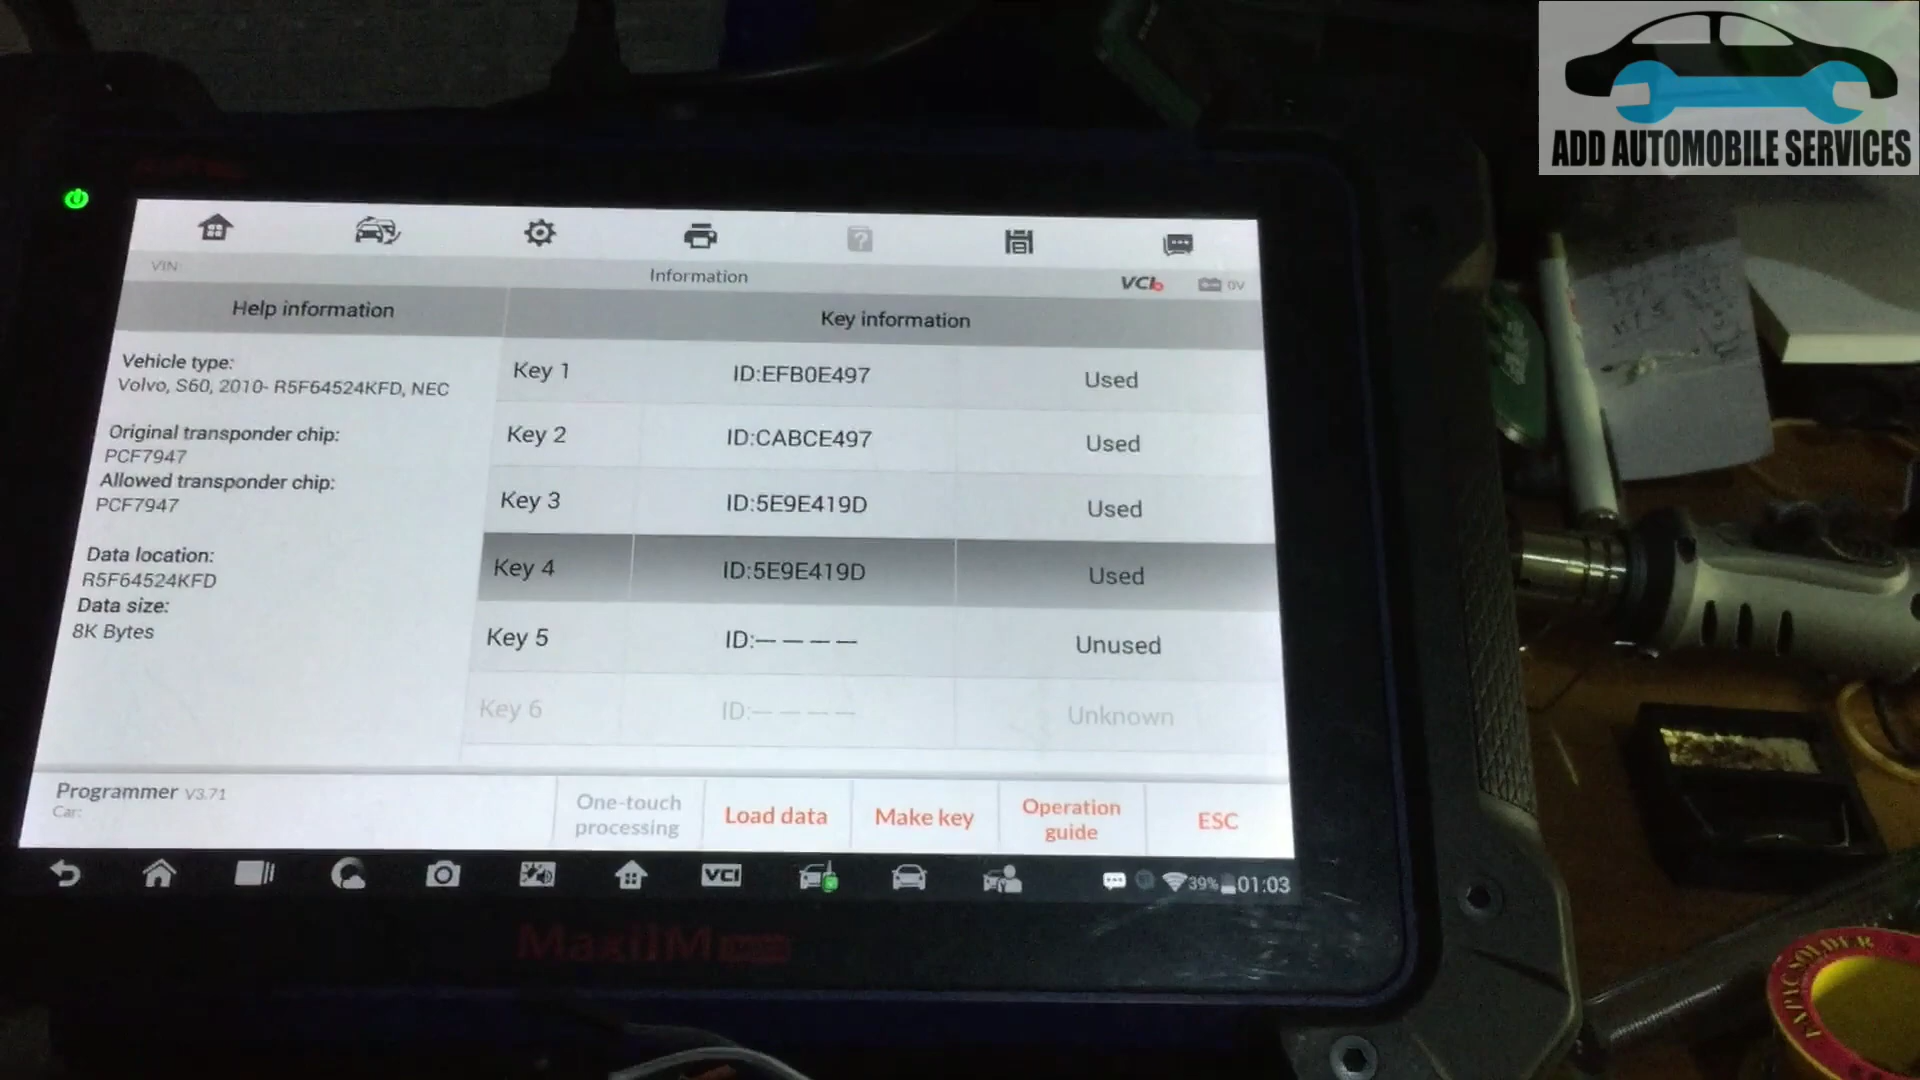 ADD AUTOMOBILE SERVICES
VIN
Information
VCI
0V
Help information
Key information
Vehicle type:
Volvo, S60, 2010- R5F64524KFD, NEC
Original transponder chip:
PCF7947
Allowed transponder chip:
PCF7947
Data location:
R5F64524KFD
Data size:
8K Bytes
Key 1 ID:EFB0E497 Used
Key 2 ID:CABCE497 Used
Key 3 ID:5E9E419D Used
Key 4 ID:5E9E419D Used
Key 5 ID:— — — — Unused
Key 6 ID:— — — — Unknown
Programmer V3.71
Car:
One-touch
processing
Load data
Make key
Operation
guide
ESC
VCI
39%
01:03
MaxiIM